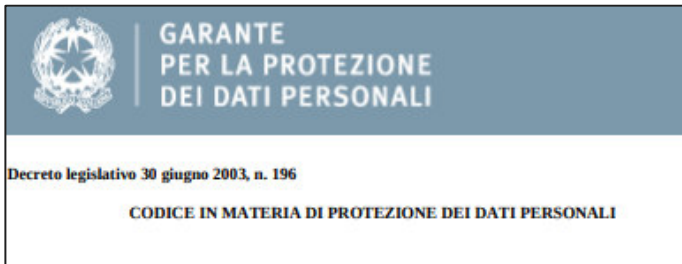 GARANTE
PER LA PROTEZIONE
DEI DATI PERSONALI
Decreto legislativo 30 giugno 2003, n. 196
CODICE IN MATERIA DI PROTEZIONE DEI DATI PERSONALI